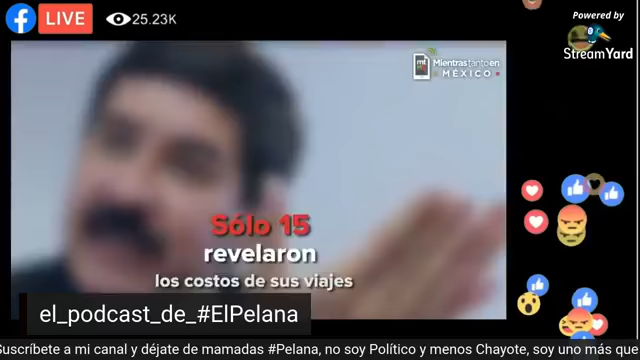 LIVE 25.23K
Powered by
StreamYard
Mientras tanto en
MÉXICO
Sólo 15
revelaron
los costos de sus viajes
el_podcast_de_#ElPelana
Suscríbete a mi canal y déjate de mamadas #Pelana, no soy Político y menos Chayote, soy uno más que